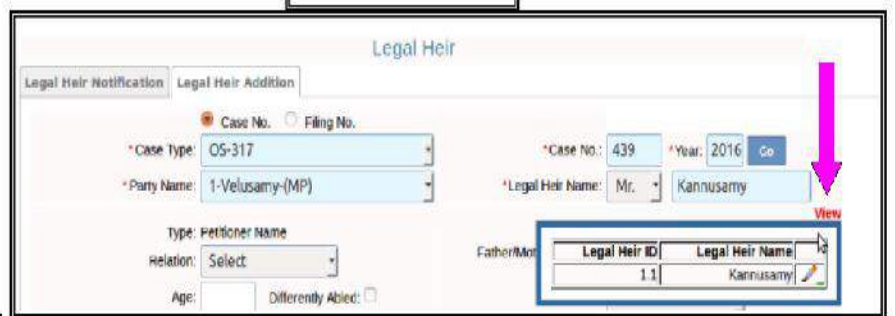 Legal Heir
Legal Heir Notification Legal Heir Addition
Case No. Filing No.
*Case Type: OS-317 *Case No.: 439 *Year: 2016 Go
*Party Name: 1-Velusamy-(MP) *Legal Heir Name: Mr. Kannusamy
View
Type: Petitioner Name
Relation: Select Father/Mot
Legal Heir ID Legal Heir Name
1.1 Kannusamy
Age: Differently Abled: